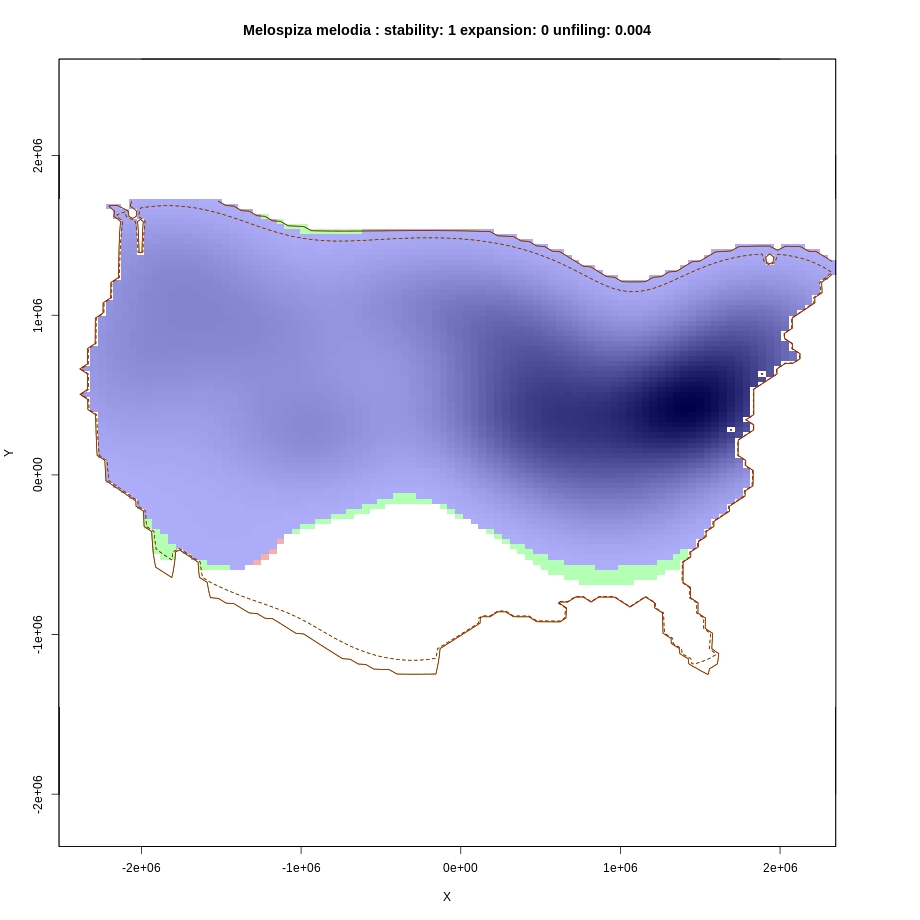 Melospiza melodia : stability: 1 expansion: 0 unfiling: 0.004
2e+06
1e+06
Y
0e+00
-1e+06
-2e+06
-2e+06 -1e+06 0e+00 1e+06 2e+06
X